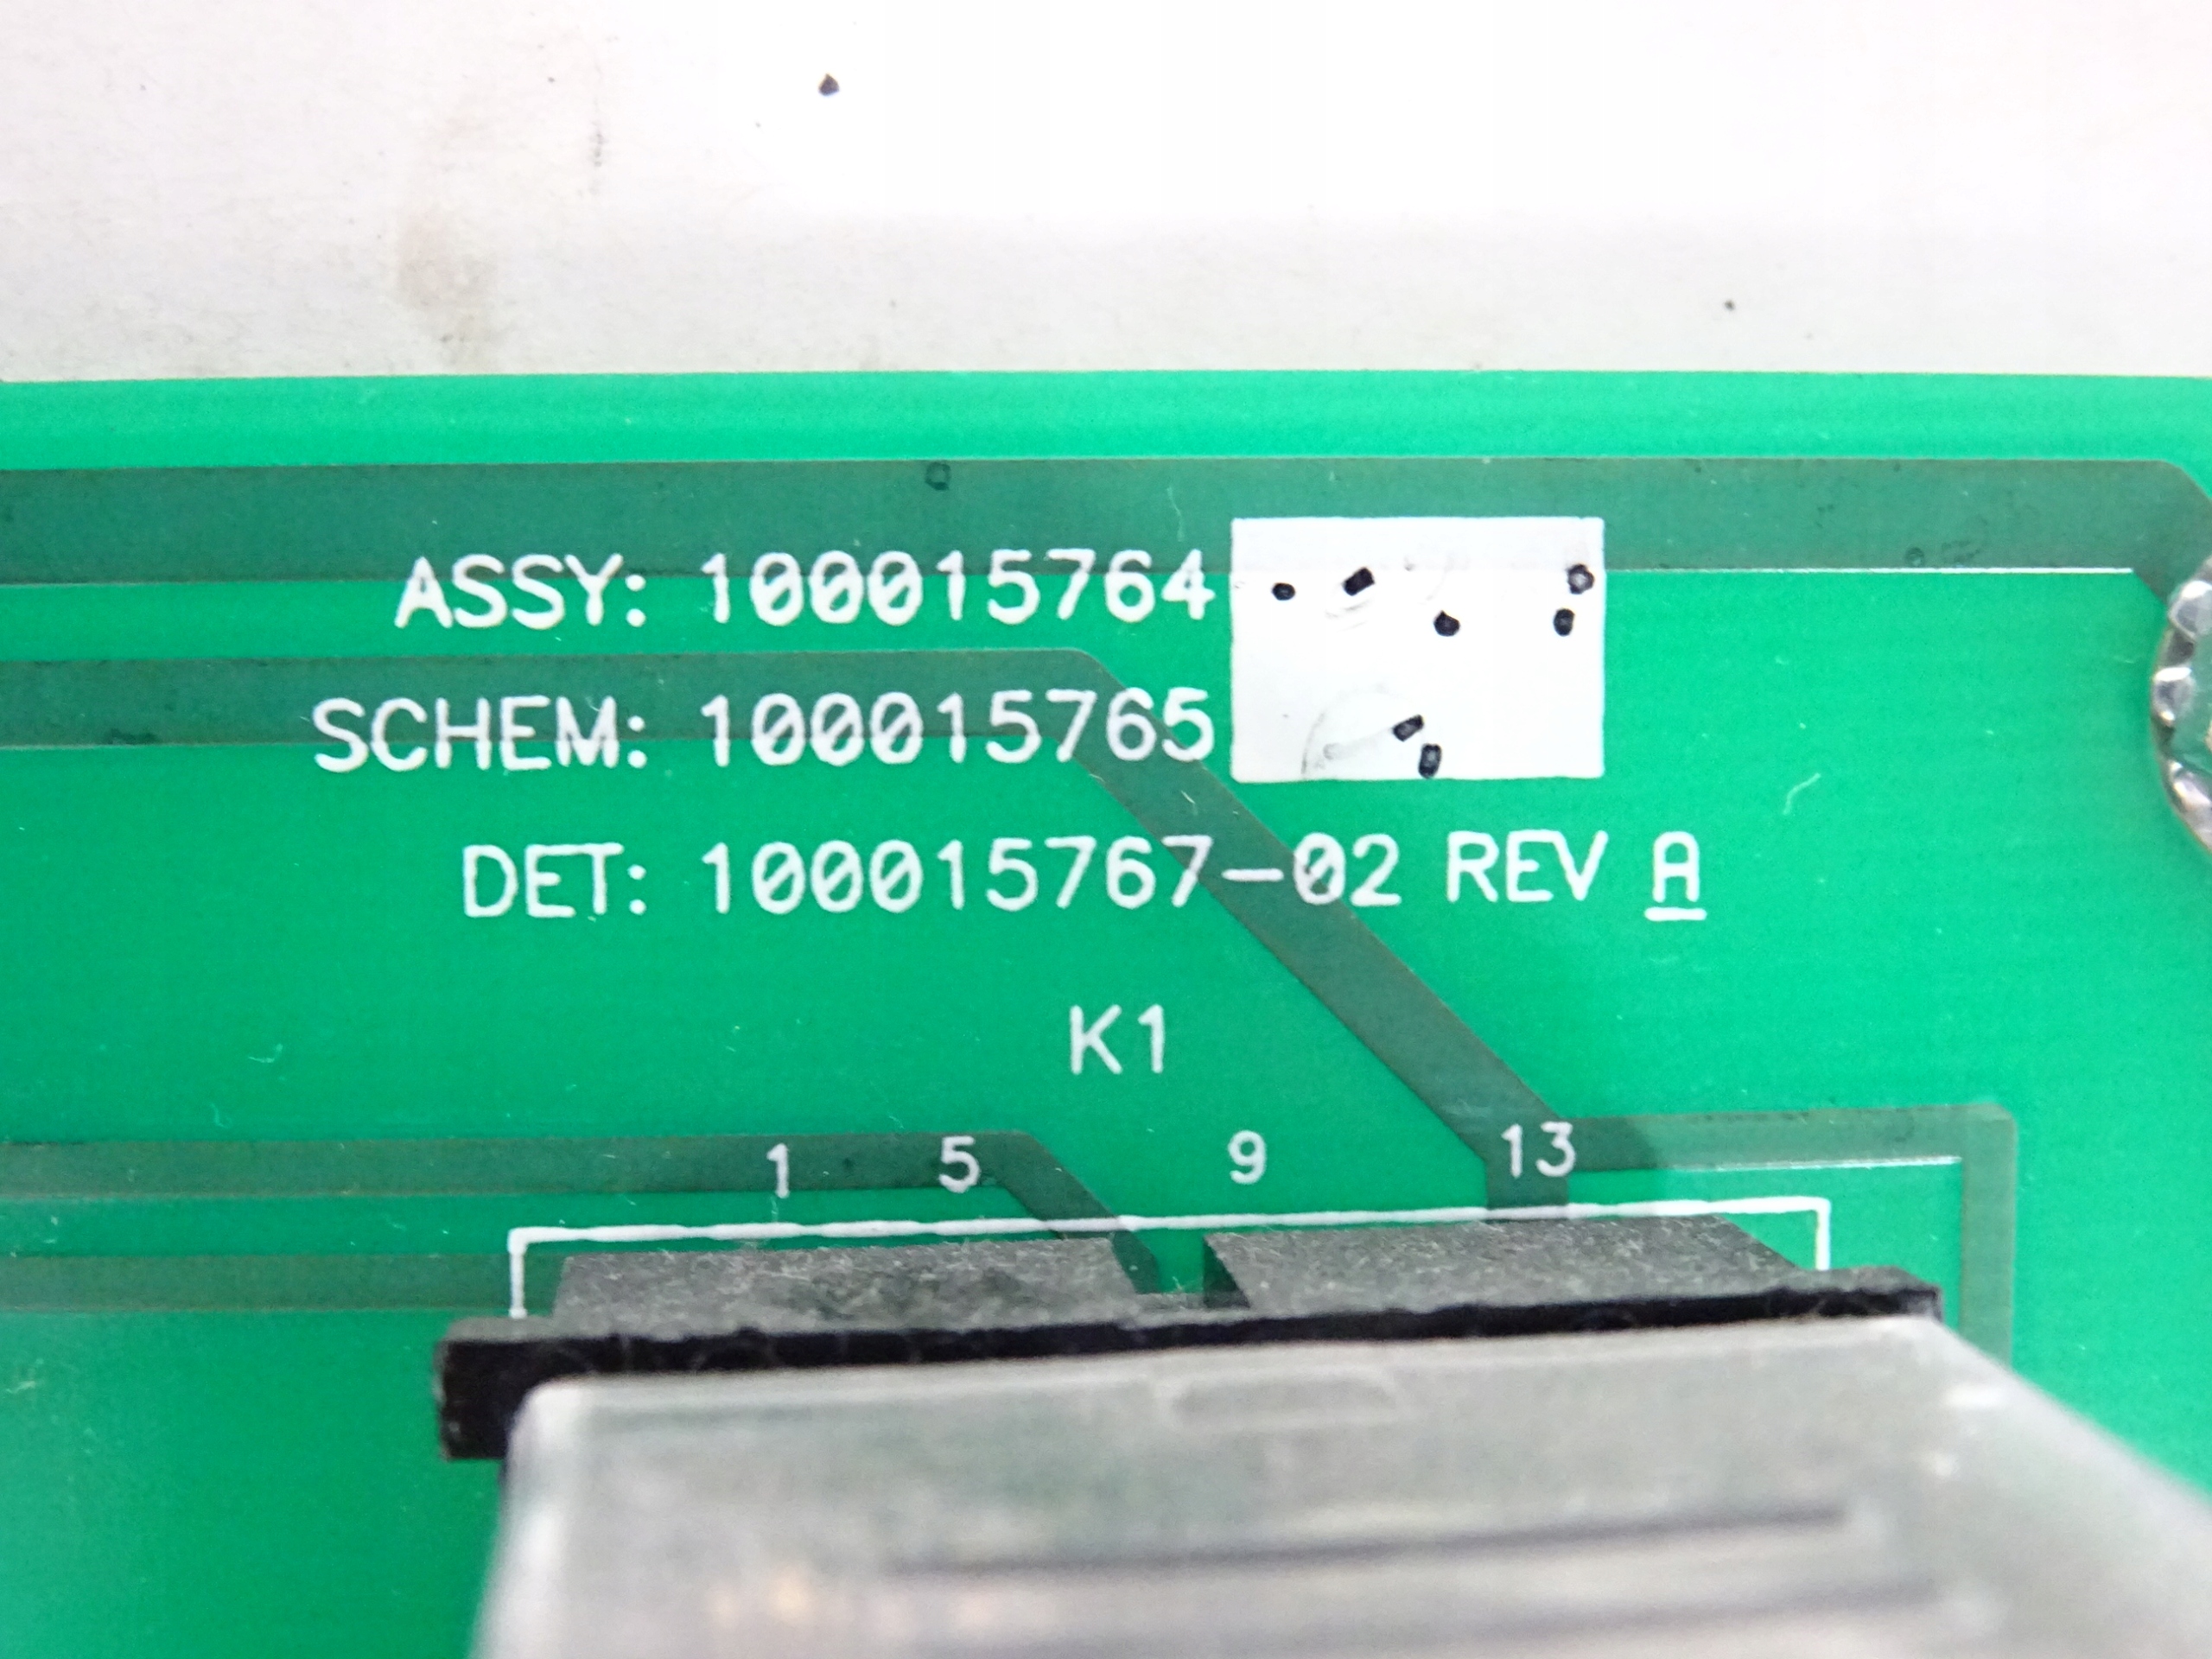 ASSY: 100015764
SCHEM: 100015765
DET: 100015767-02 REV A
K1
1 5 9 13